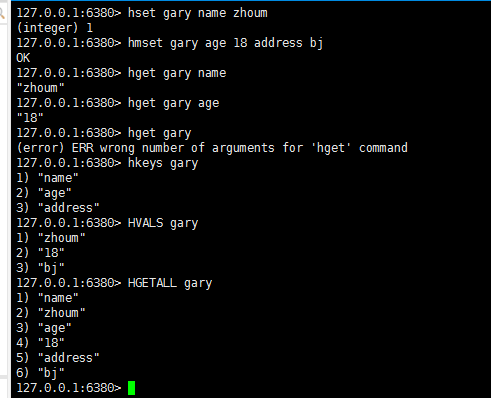 127.0.0.1:6380> hset gary name zhoum
(integer) 1
127.0.0.1:6380> hmset gary age 18 address bj
OK
127.0.0.1:6380> hget gary name
"zhoum"
127.0.0.1:6380> hget gary age
"18"
127.0.0.1:6380> hget gary
(error) ERR wrong number of arguments for 'hget' command
127.0.0.1:6380> hkeys gary
1) "name"
2) "age"
3) "address"
127.0.0.1:6380> HVALS gary
1) "zhoum"
2) "18"
3) "bj"
127.0.0.1:6380> HGETALL gary
1) "name"
2) "zhoum"
3) "age"
4) "18"
5) "address"
6) "bj"
127.0.0.1:6380>